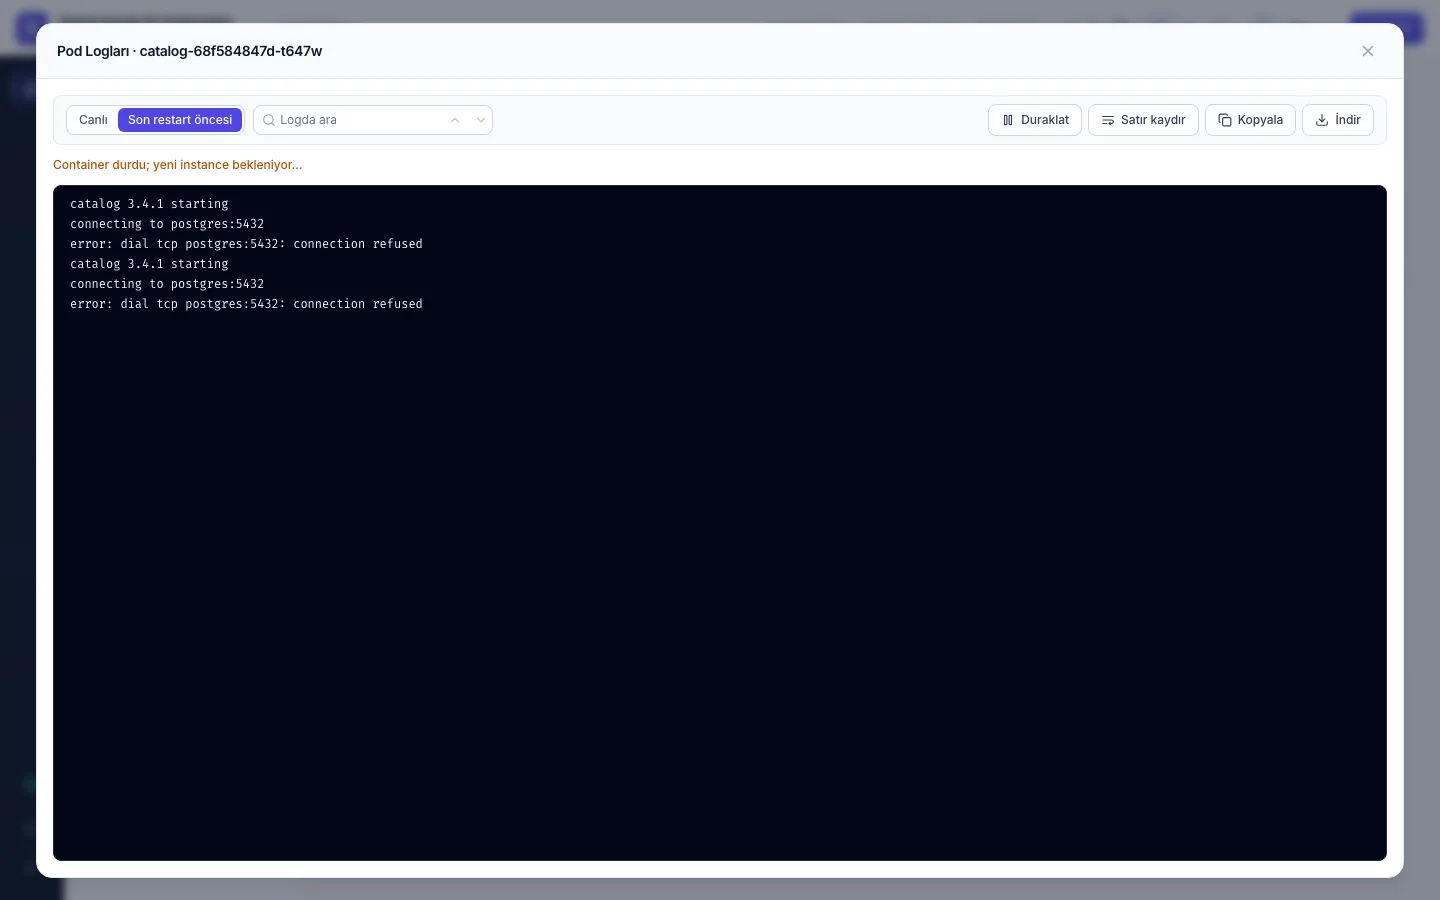 Pod Logları · catalog-68f584847d-t647w
Canlı
Son restart öncesi
Logda ara
Duraklat
Satır kaydır
Kopyala
İndir
Container durdu; yeni instance bekleniyor...
catalog 3.4.1 starting
connecting to postgres:5432
error: dial tcp postgres:5432: connection refused
catalog 3.4.1 starting
connecting to postgres:5432
error: dial tcp postgres:5432: connection refused